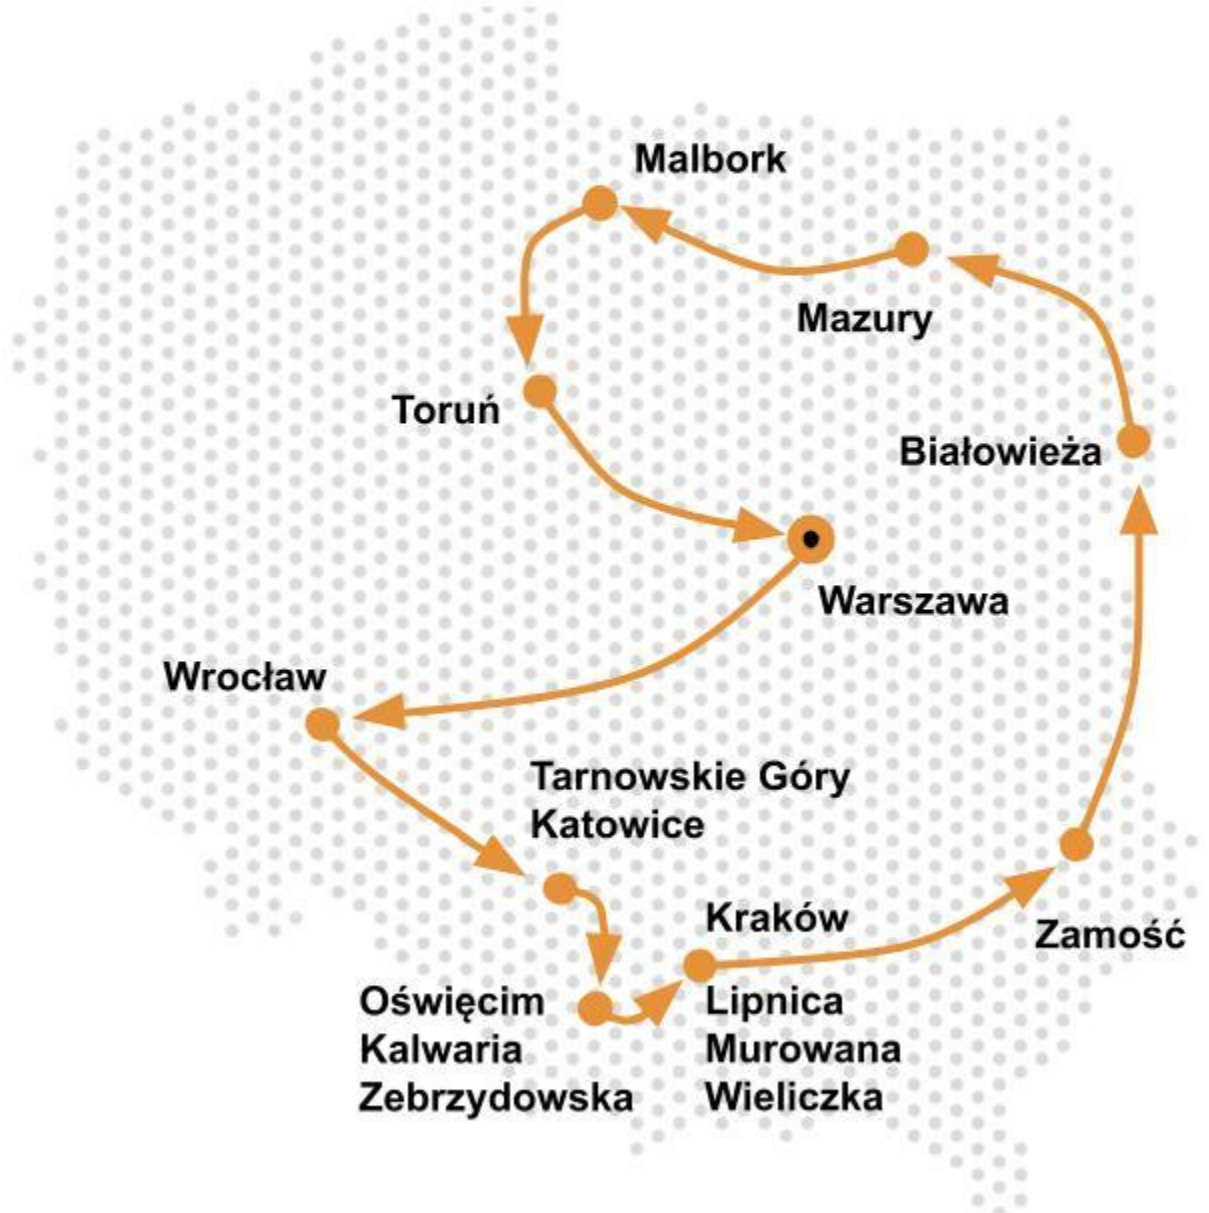 Malbork
Mazury
Toruń
Białowieża
Warszawa
Wrocław
Tarnowskie Góry
Katowice
Kraków
Zamość
Oświęcim
Kalwaria
Zebrzydowska
Lipnica
Murowana
Wieliczka